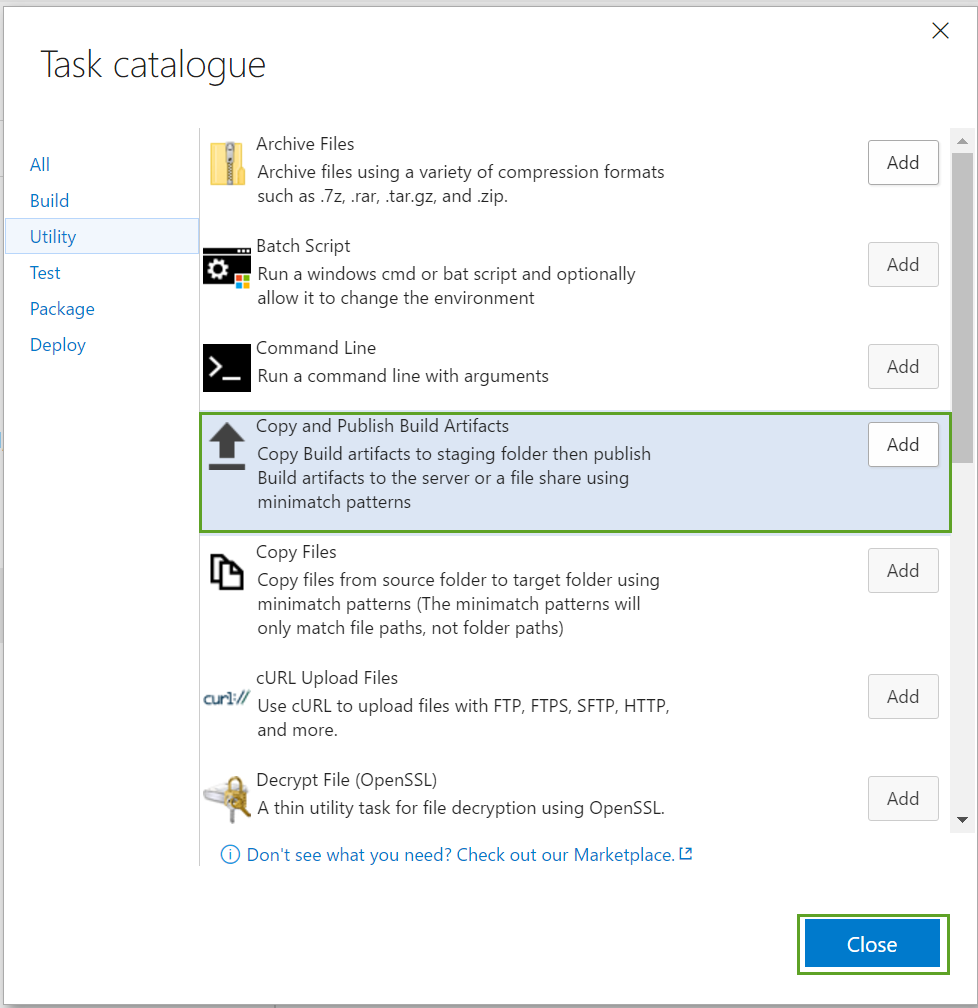 Task catalogue
All
Build
Utility
Test
Package
Deploy
Archive Files
Archive files using a variety of compression formats
such as .7z, .rar, .tar.gz, and .zip.
Add
Batch Script
Run a windows cmd or bat script and optionally
allow it to change the environment
Add
Command Line
Run a command line with arguments
Add
Copy and Publish Build Artifacts
Copy Build artifacts to staging folder then publish
Build artifacts to the server or a file share using
minimatch patterns
Add
Copy Files
Copy files from source folder to target folder using
minimatch patterns (The minimatch patterns will
only match file paths, not folder paths)
Add
curl://
cURL Upload Files
Use cURL to upload files with FTP, FTPS, SFTP, HTTP,
and more.
Add
Decrypt File (OpenSSL)
A thin utility task for file decryption using OpenSSL.
Add
Don't see what you need? Check out our Marketplace.
Close